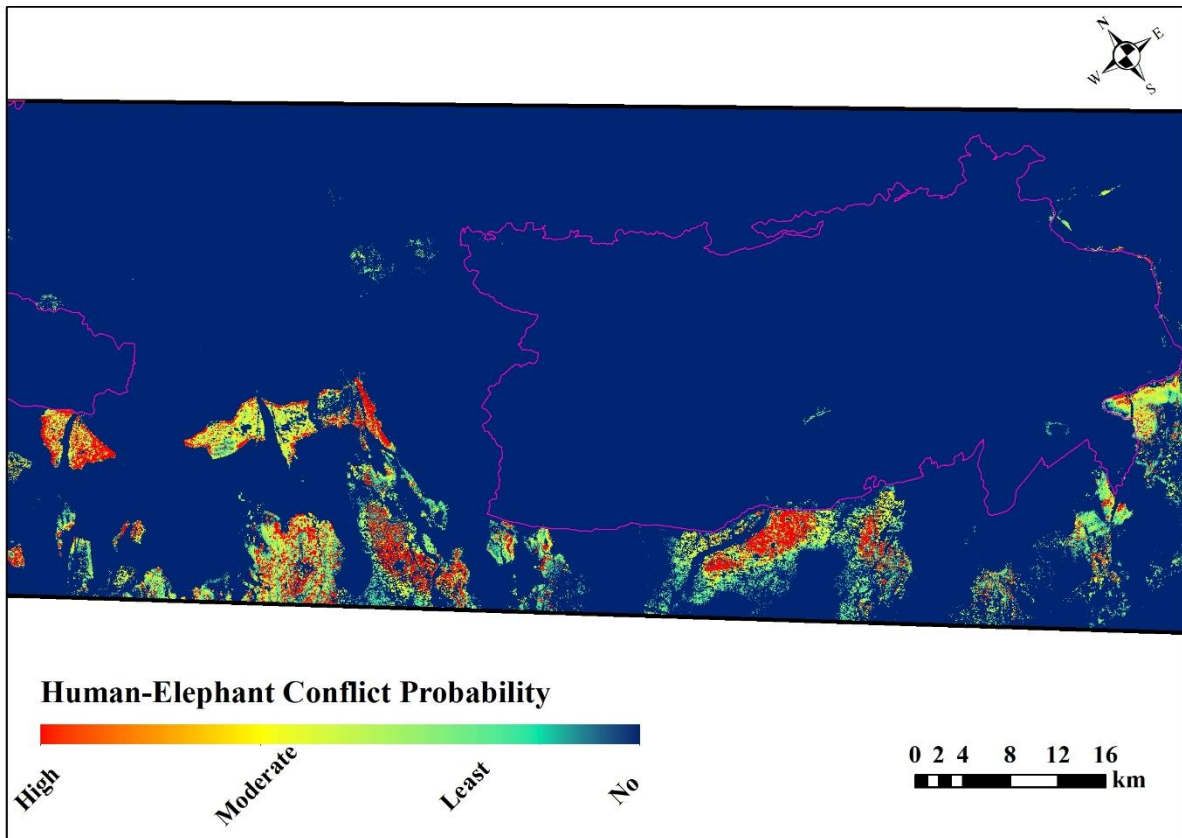 N
E
W
S
Human-Elephant Conflict Probability
High
Moderate
Least
No
0 2 4 8 12 16
km